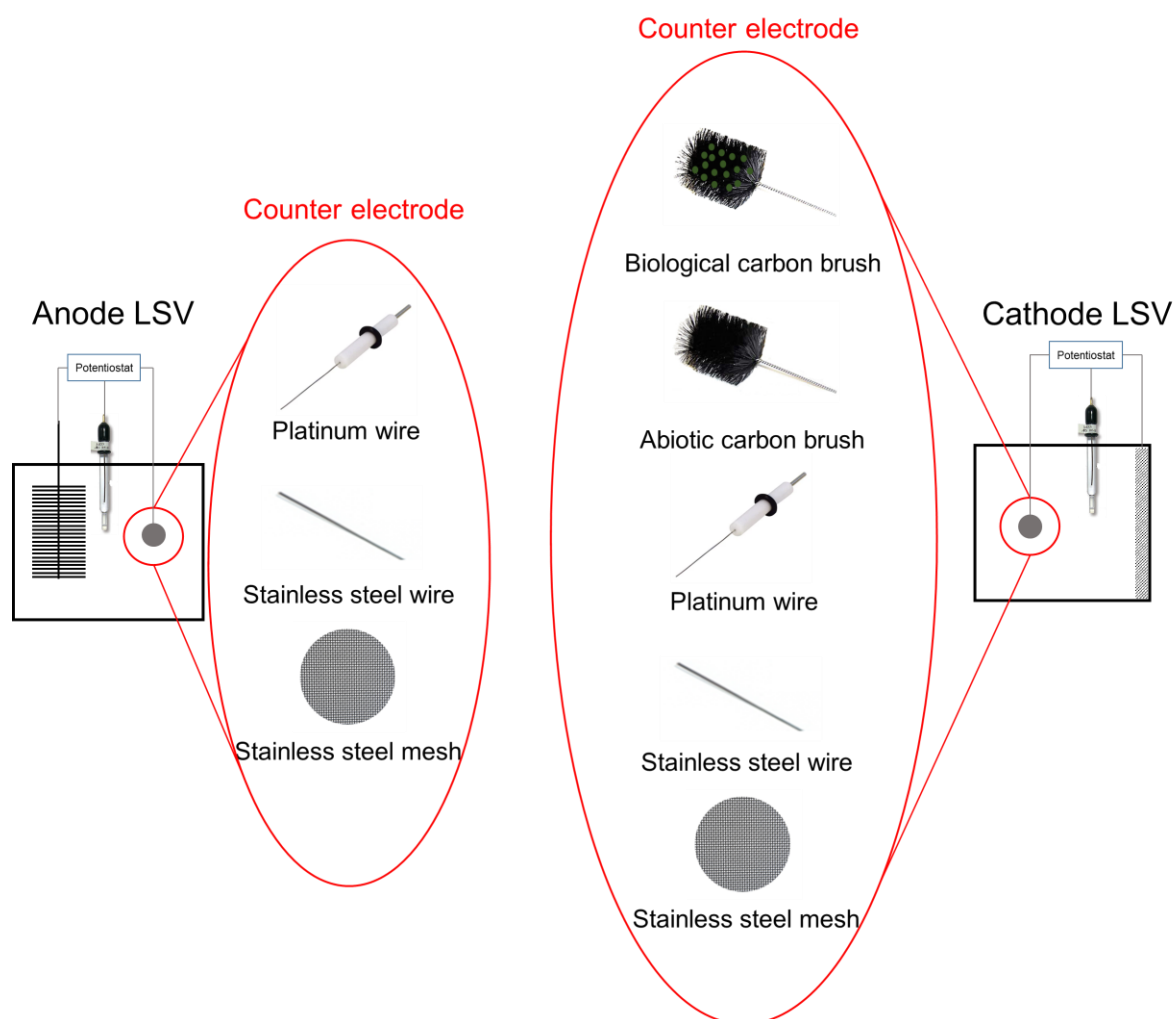 Counter electrode
Biological carbon brush
Counter electrode
Anode LSV
Cathode LSV
Potentiostat
Potentiostat
Abiotic carbon brush
Platinum wire
Stainless steel wire
Platinum wire
Stainless steel mesh
Stainless steel wire
Stainless steel mesh